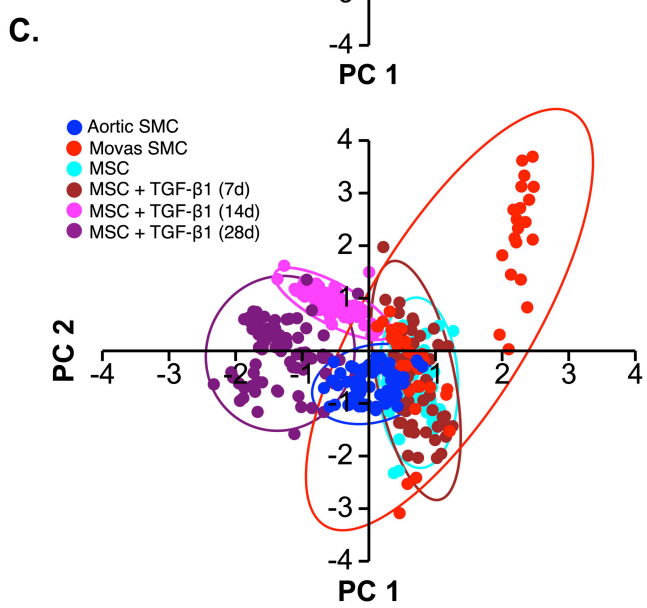 C.
-4
PC 1
Aortic SMC
Movas SMC
MSC
MSC + TGF-β1 (7d)
MSC + TGF-β1 (14d)
MSC + TGF-β1 (28d)
4
3
2
1
PC 2
-4 -3 -2 -1 1 2 3 4
-1
-2
-3
-4
PC 1